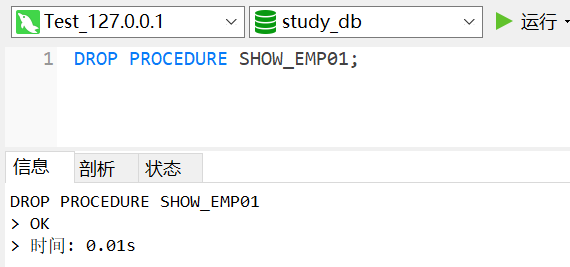 Test_127.0.0.1 study_db 运行
1 DROP PROCEDURE SHOW_EMP01;
信息 剖析 状态
DROP PROCEDURE SHOW_EMP01
> OK
> 时间: 0.01s